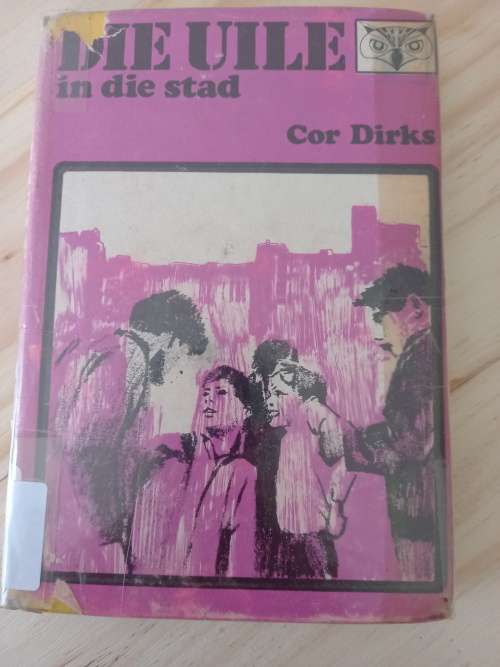 DIE UILE
in die stad
Cor Dirks